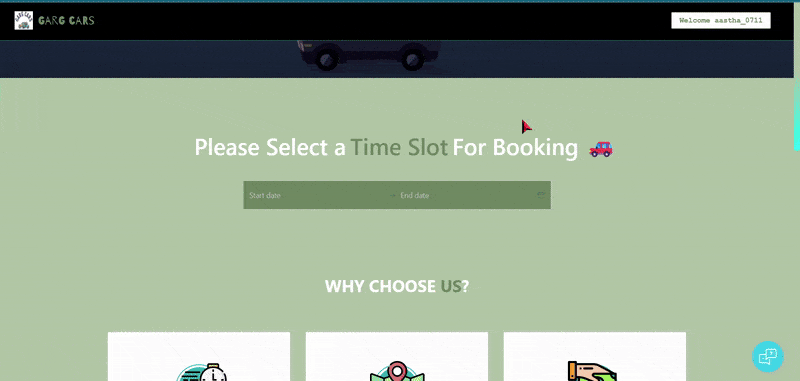 GARG CARS
Welcome aastha_0711
Please Select a Time Slot For Booking
Start date
End date
WHY CHOOSE US?